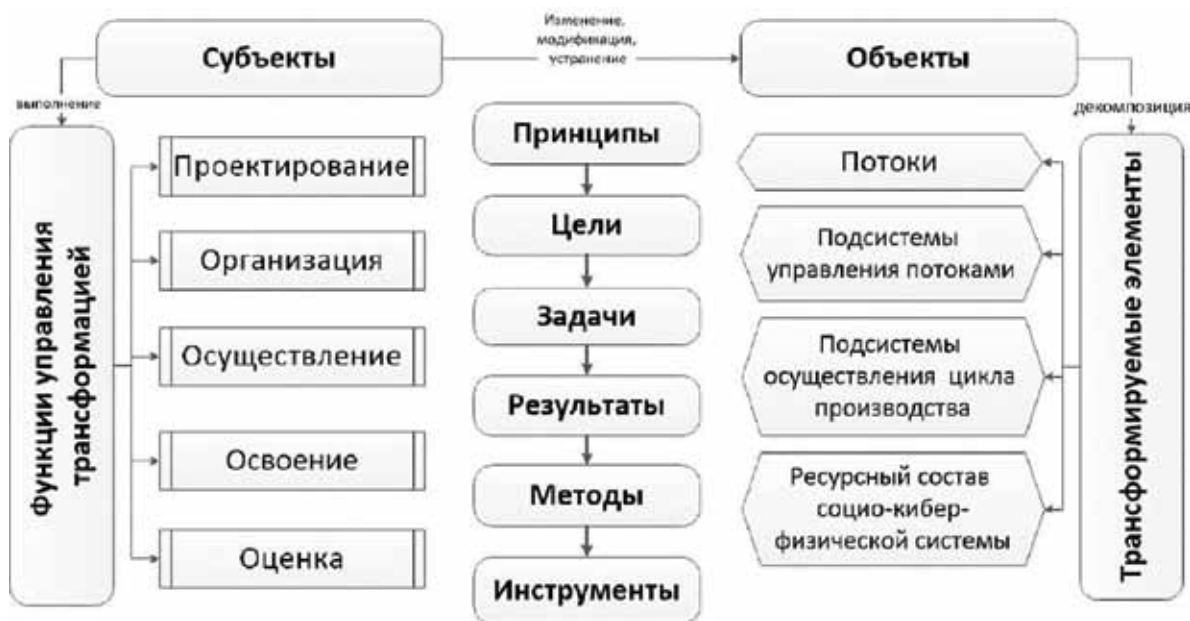 Субъекты
Изменение,
модификация,
устранение
Объекты
выполнение
декомпозиция
Функции управления
трансформацией
Проектирование
Организация
Осуществление
Освоение
Оценка
Принципы
Цели
Задачи
Результаты
Методы
Инструменты
Потоки
Подсистемы
управления потоками
Подсистемы
осуществления цикла
производства
Ресурсный состав
социо-кибер-
физической системы
Трансформируемые элементы